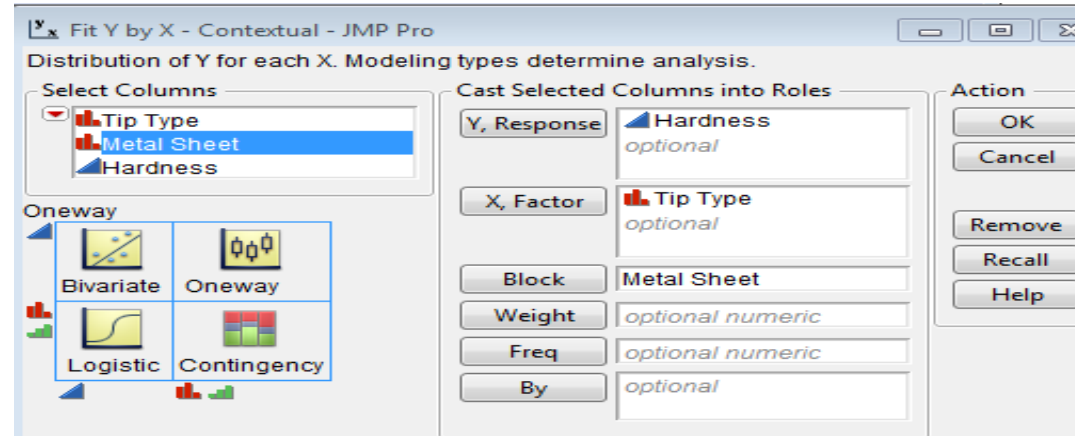 Fit Y by X - Contextual - JMP Pro
Distribution of Y for each X. Modeling types determine analysis.
Select Columns
Tip Type
Metal Sheet
Hardness
Oneway
Bivariate
Oneway
Logistic
Contingency
Cast Selected Columns into Roles
Y, Response
Hardness
optional
X, Factor
Tip Type
optional
Block
Metal Sheet
Weight
optional numeric
Freq
optional numeric
By
optional
Action
OK
Cancel
Remove
Recall
Help